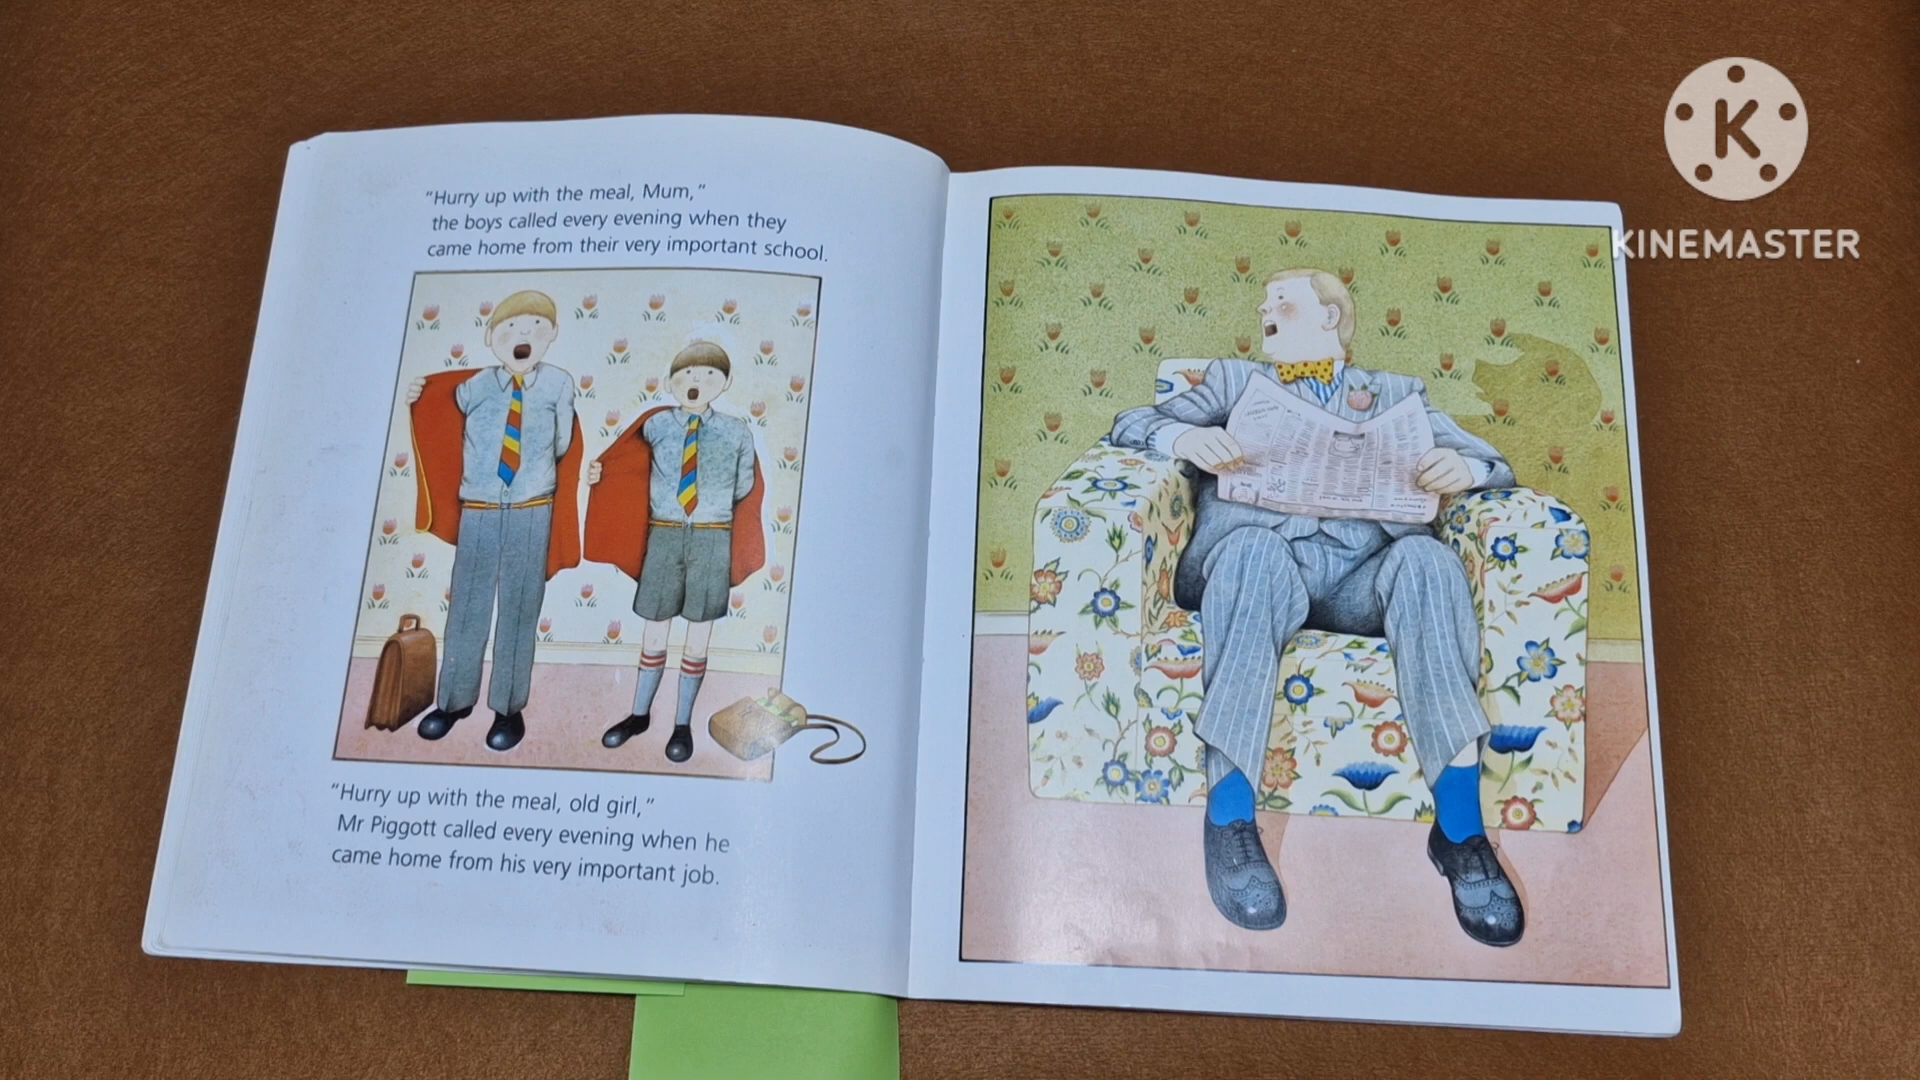 "Hurry up with the meal, Mum,"
the boys called every evening when they
came home from their very important school.
"Hurry up with the meal, old girl,"
Mr Piggott called every evening when he
came home from his very important job.
K
KINEMASTER